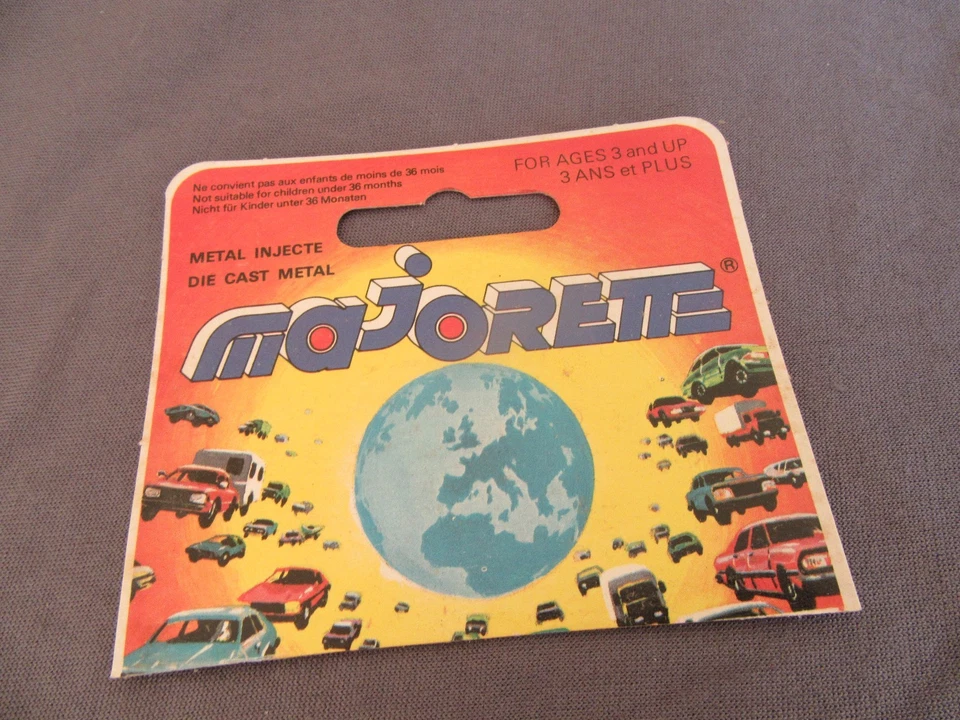 Ne convient pas aux enfants de moins de 36 mois
Not suitable for children under 36 months
Nicht für Kinder unter 36 Monaten
FOR AGES 3 and UP
3 ANS et PLUS
METAL INJECTE
DIE CAST METAL
majORETTE ®